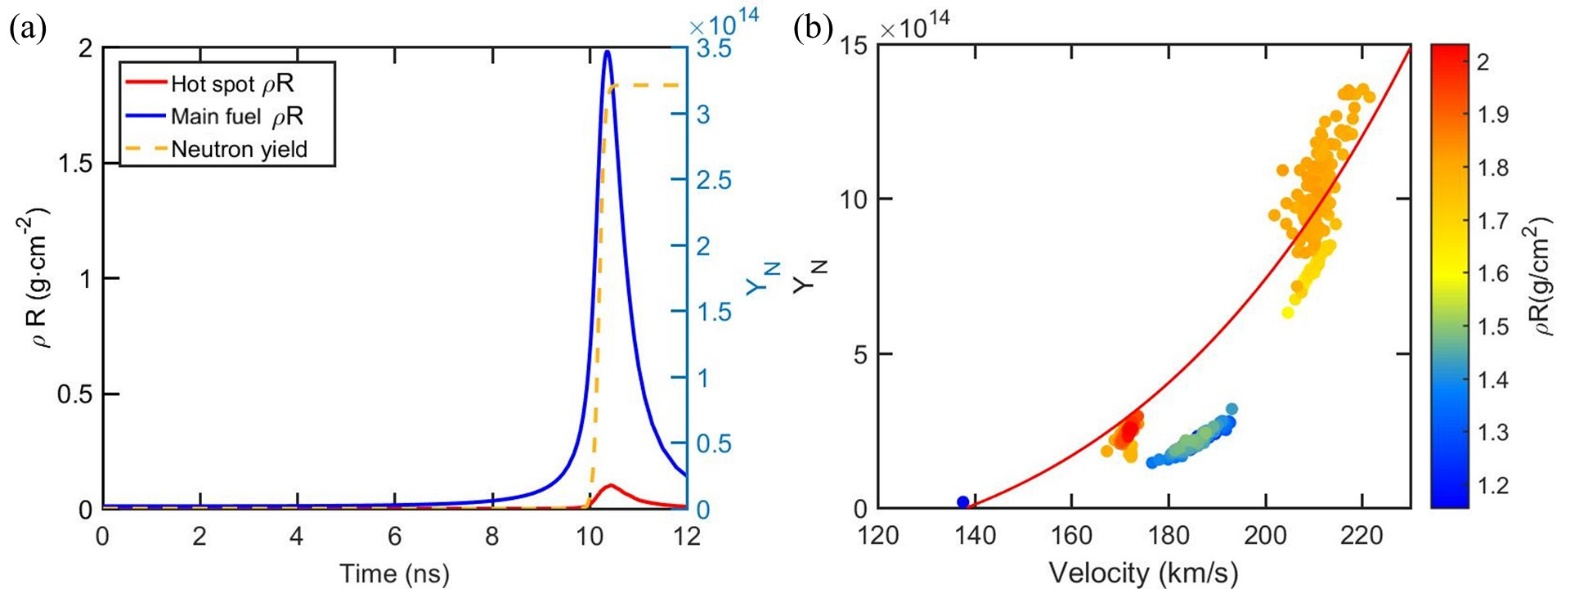 (a)
×10^14
2
1.5
1
0.5
0
3.5
3
2.5
2
1.5
1
0.5
0
Hot spot ρR
Main fuel ρR
Neutron yield
ρ R (g·cm^-2)
Y_N
0 2 4 6 8 10 12
Time (ns)
(b)
×10^14
15
10
5
0
Y_N
120 140 160 180 200 220
Velocity (km/s)
2
1.9
1.8
1.7
1.6
1.5
1.4
1.3
1.2
ρR(g/cm^2)